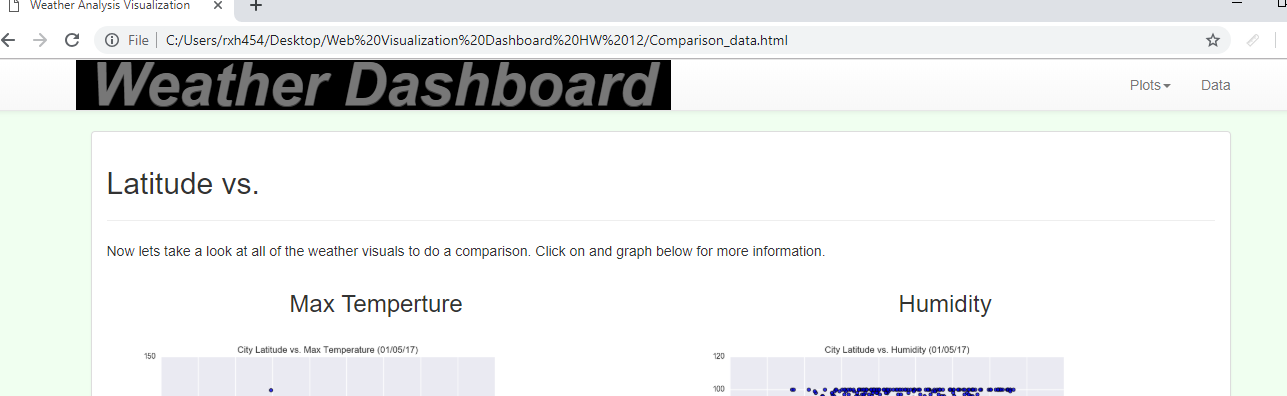 Weather Analysis Visualization
File | C:/Users/rxh454/Desktop/Web%20Visualization%20Dashboard%20HW%2012/Comparison_data.html
Weather Dashboard
Plots
Data
Latitude vs.
Now lets take a look at all of the weather visuals to do a comparison. Click on and graph below for more information.
Max Temperture
Humidity
City Latitude vs. Max Temperature (01/05/17)
150
City Latitude vs. Humidity (01/05/17)
120
100